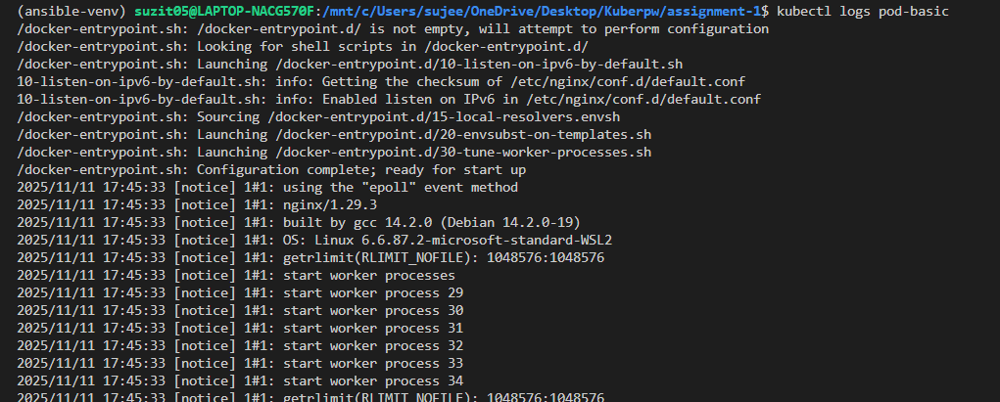 (ansible-venv) suzit05@LAPTOP-NACG570F:/mnt/c/Users/sujee/OneDrive/Desktop/Kuberpw/assignment-1$ kubectl logs pod-basic
/docker-entrypoint.sh: /docker-entrypoint.d/ is not empty, will attempt to perform configuration
/docker-entrypoint.sh: Looking for shell scripts in /docker-entrypoint.d/
/docker-entrypoint.sh: Launching /docker-entrypoint.d/10-listen-on-ipv6-by-default.sh
10-listen-on-ipv6-by-default.sh: info: Getting the checksum of /etc/nginx/conf.d/default.conf
10-listen-on-ipv6-by-default.sh: info: Enabled listen on IPv6 in /etc/nginx/conf.d/default.conf
/docker-entrypoint.sh: Sourcing /docker-entrypoint.d/15-local-resolvers.envsh
/docker-entrypoint.sh: Launching /docker-entrypoint.d/20-envsubst-on-templates.sh
/docker-entrypoint.sh: Launching /docker-entrypoint.d/30-tune-worker-processes.sh
/docker-entrypoint.sh: Configuration complete; ready for start up
2025/11/11 17:45:33 [notice] 1#1: using the "epoll" event method
2025/11/11 17:45:33 [notice] 1#1: nginx/1.29.3
2025/11/11 17:45:33 [notice] 1#1: built by gcc 14.2.0 (Debian 14.2.0-19)
2025/11/11 17:45:33 [notice] 1#1: OS: Linux 6.6.87.2-microsoft-standard-WSL2
2025/11/11 17:45:33 [notice] 1#1: getrlimit(RLIMIT_NOFILE): 1048576:1048576
2025/11/11 17:45:33 [notice] 1#1: start worker processes
2025/11/11 17:45:33 [notice] 1#1: start worker process 29
2025/11/11 17:45:33 [notice] 1#1: start worker process 30
2025/11/11 17:45:33 [notice] 1#1: start worker process 31
2025/11/11 17:45:33 [notice] 1#1: start worker process 32
2025/11/11 17:45:33 [notice] 1#1: start worker process 33
2025/11/11 17:45:33 [notice] 1#1: start worker process 34
2025/11/11 17:45:33 [notice] 1#1: getrlimit(RLIMIT_NOFILE): 1048576:1048576